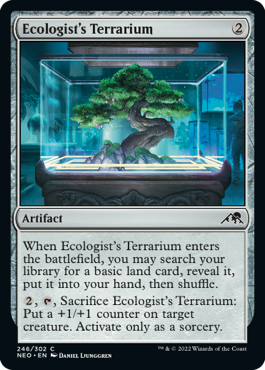 Ecologist's Terrarium 2
Artifact
When Ecologist's Terrarium enters
the battlefield, you may search your
library for a basic land card, reveal it,
put it into your hand, then shuffle.
2, T, Sacrifice Ecologist's Terrarium:
Put a +1/+1 counter on target
creature. Activate only as a sorcery.
246/302 C
NEO • EN Daniel Ljunggren
™ & © 2022 Wizards of the Coast